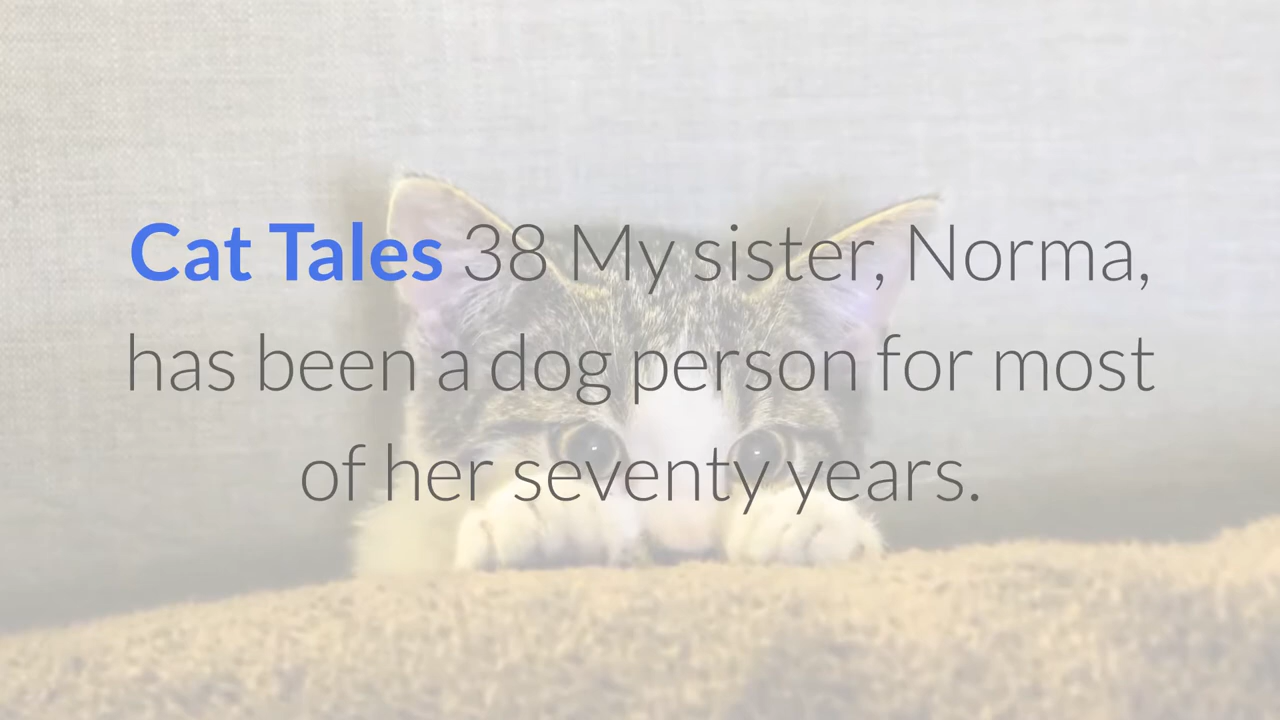 Cat Tales 38 My sister, Norma,
has been a dog person for most
of her seventy years.